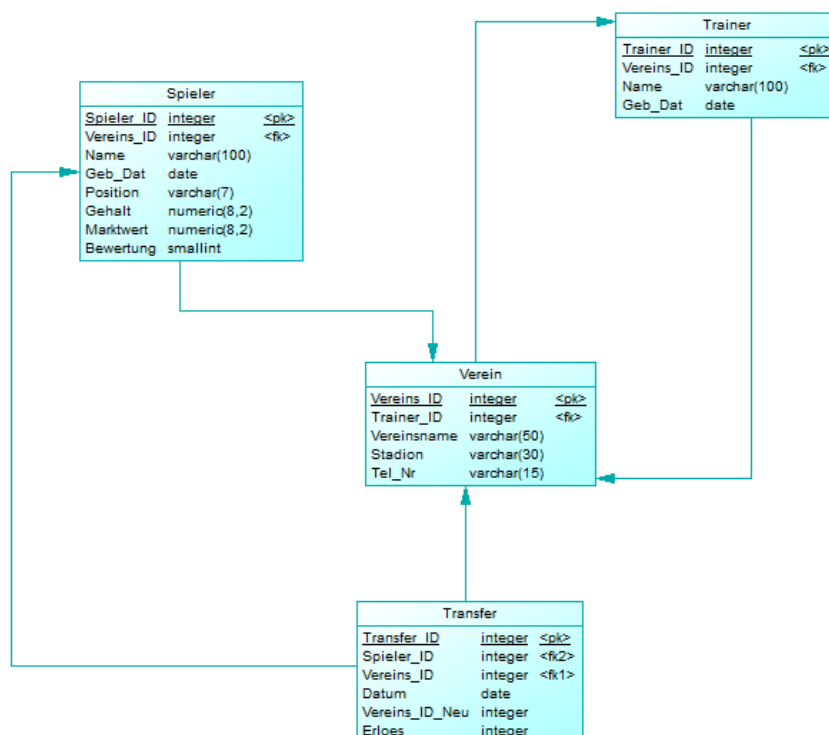 Trainer
Trainer_ID integer <pk>
Vereins_ID integer <fk>
Name varchar(100)
Geb_Dat date
Spieler
Spieler_ID integer <pk>
Vereins_ID integer <fk>
Name varchar(100)
Geb_Dat date
Position varchar(7)
Gehalt numeric(8,2)
Marktwert numeric(8,2)
Bewertung smallint
Verein
Vereins_ID integer <pk>
Trainer_ID integer <fk>
Vereinsname varchar(50)
Stadion varchar(30)
Tel_Nr varchar(15)
Transfer
Transfer_ID integer <pk>
Spieler_ID integer <fk2>
Vereins_ID integer <fk1>
Datum date
Vereins_ID_Neu integer
Erloes integer